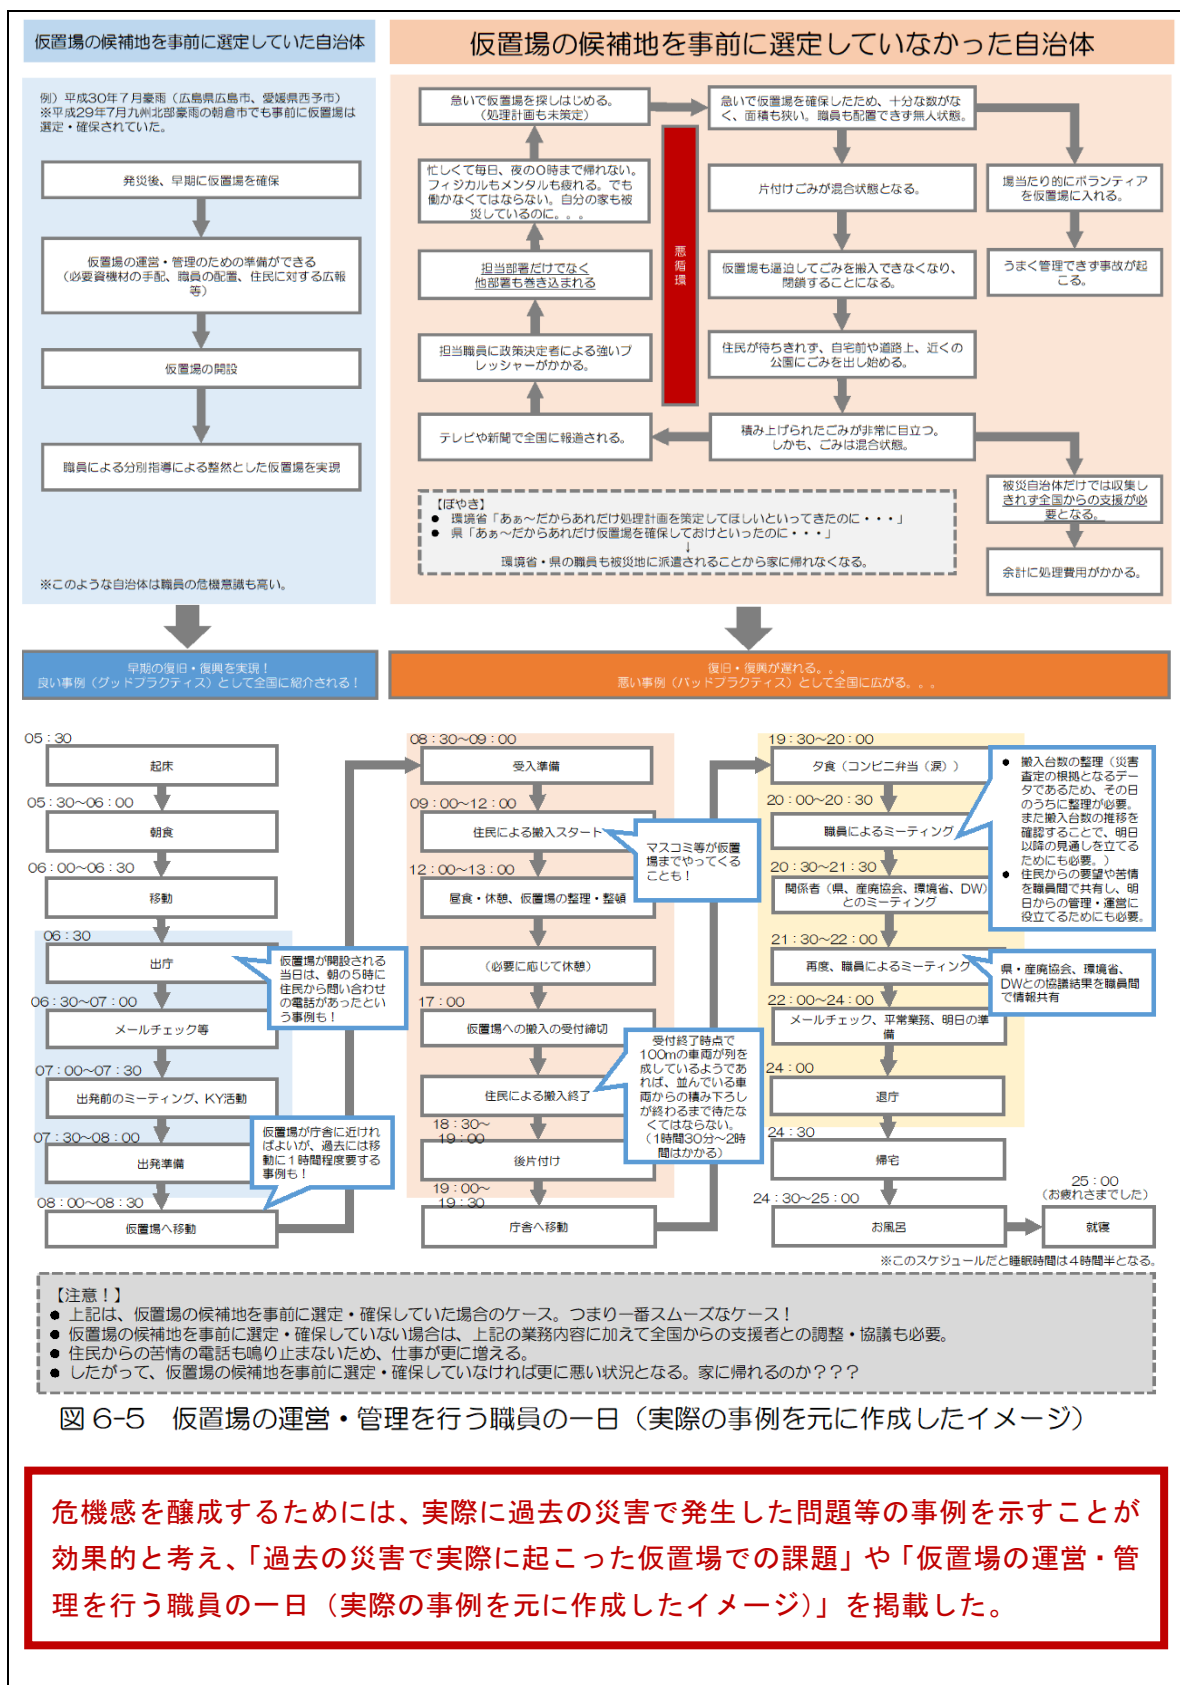 仮置場の候補地を事前に選定していた自治体
例）平成30年7月豪雨（広島県広島市、愛媛県西予市）
※平成29年7月九州北部豪雨の朝倉市でも事前に仮置場は
選定・確保されていた。
発災後、早期に仮置場を確保
仮置場の運営・管理のための準備ができる
（必要資機材の手配、職員の配置、住民に対する広報
等）
仮置場の開設
職員による分別指導による整然とした仮置場を実現
※このような自治体は職員の危機意識も高い。
早期の復旧・復興を実現！
良い事例（グッドプラクティス）として全国に紹介される！
仮置場の候補地を事前に選定していなかった自治体
急いで仮置場を探しはじめる。
（処理計画も未策定）
急いで仮置場を確保したため、十分な数がな
く、面積も狭い。職員も配置できず無人状態。
忙しくて毎日、夜の0時まで帰れない。
フィジカルもメンタルも疲れる。でも
働かなくてはならない。自分の家も被
災しているのに。。。
片付けごみが混合状態となる。
場当たり的にボランティア
を仮置場に入れる。
悪循環
担当部署だけでなく
他部署も巻き込まれる
仮置場も逼迫してごみを搬入できなくなり、
閉鎖することになる。
うまく管理できず事故が起
こる。
担当職員に政策決定者による強いプ
レッシャーがかかる。
住民が待ちきれず、自宅前や道路上、近くの
公園にごみを出し始める。
テレビや新聞で全国に報道される。
積み上げられたごみが非常に目立つ。
しかも、ごみは混合状態。
被災自治体だけでは収集し
きれず全国からの支援が必
要となる。
余計に処理費用がかかる。
【ぼやき】
● 環境省「あぁ～だからあれだけ処理計画を策定してほしいといってきたのに・・・」
● 県「あぁ～だからあれだけ仮置場を確保しておけといったのに・・・」
↓
環境省・県の職員も被災地に派遣されることから家に帰れなくなる。
復旧・復興が遅れる。。。
悪い事例（バッドプラクティス）として全国に広がる。。。
05：30
起床
05：30～06：00
朝食
06：00～06：30
移動
06：30
出庁
仮置場が開設される
当日は、朝の5時に
住民から問い合わせ
の電話があったとい
う事例も！
06：30～07：00
メールチェック等
07：00～07：30
出発前のミーティング、KY活動
07：30～08：00
出発準備
仮置場が庁舎に近けれ
ばよいが、過去には移
動に1時間程度要する
事例も！
08：00～08：30
仮置場へ移動
08：30～09：00
受入準備
09：00～12：00
住民による搬入スタート
マスコミ等が仮置
場までやってくる
ことも！
12：00～13：00
昼食・休憩、仮置場の整理・整頓
（必要に応じて休憩）
17：00
仮置場への搬入の受付締切
住民による搬入終了
受付終了時点で
100mの車両が列を
成しているようであ
れば、並んでいる車
両からの積み下ろし
が終わるまで待たな
くてはならない。
（1時間30分～2時
間はかかる）
18：30～
19：00
後片付け
19：00～
19：30
庁舎へ移動
19：30～20：00
夕食（コンビニ弁当（涙））
20：00～20：30
職員によるミーティング
● 搬入台数の整理（災害
査定の根拠となるデー
タであるため、その日
のうちに整理が必要。
また搬入台数の推移を
確認することで、明日
以降の見通しを立てる
ためにも必要。）
● 住民からの要望や苦情
を職員間で共有し、明
日からの管理・運営に
役立てるためにも必要。
20：30～21：30
関係者（県、産廃協会、環境省、DW）
とのミーティング
21：30～22：00
再度、職員によるミーティング
県・産廃協会、環境省、
DWとの協議結果を職員間
で情報共有
22：00～24：00
メールチェック、平常業務、明日の準
備
24：00
退庁
24：30
帰宅
24：30～25：00
お風呂
25：00
（お疲れさまでした）
就寝
※このスケジュールだと睡眠時間は4時間半となる。
【注意！】
● 上記は、仮置場の候補地を事前に選定・確保していた場合のケース。つまり一番スムーズなケース！
● 仮置場の候補地を事前に選定・確保していない場合は、上記の業務内容に加えて全国からの支援者との調整・協議も必要。
● 住民からの苦情の電話も鳴り止まないため、仕事が更に増える。
● したがって、仮置場の候補地を事前に選定・確保していなければ更に悪い状況となる。家に帰れるのか？？？
図 6-5　仮置場の運営・管理を行う職員の一日（実際の事例を元に作成したイメージ）
危機感を醸成するためには、実際に過去の災害で発生した問題等の事例を示すことが
効果的と考え、「過去の災害で実際に起こった仮置場での課題」や「仮置場の運営・管
理を行う職員の一日（実際の事例を元に作成したイメージ）」を掲載した。